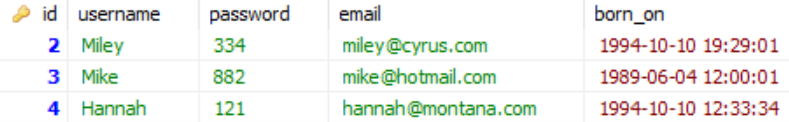 id username password email born_on
2 Miley 334 miley@cyrus.com 1994-10-10 19:29:01
3 Mike 882 mike@hotmail.com 1989-06-04 12:00:01
4 Hannah 121 hannah@montana.com 1994-10-10 12:33:34